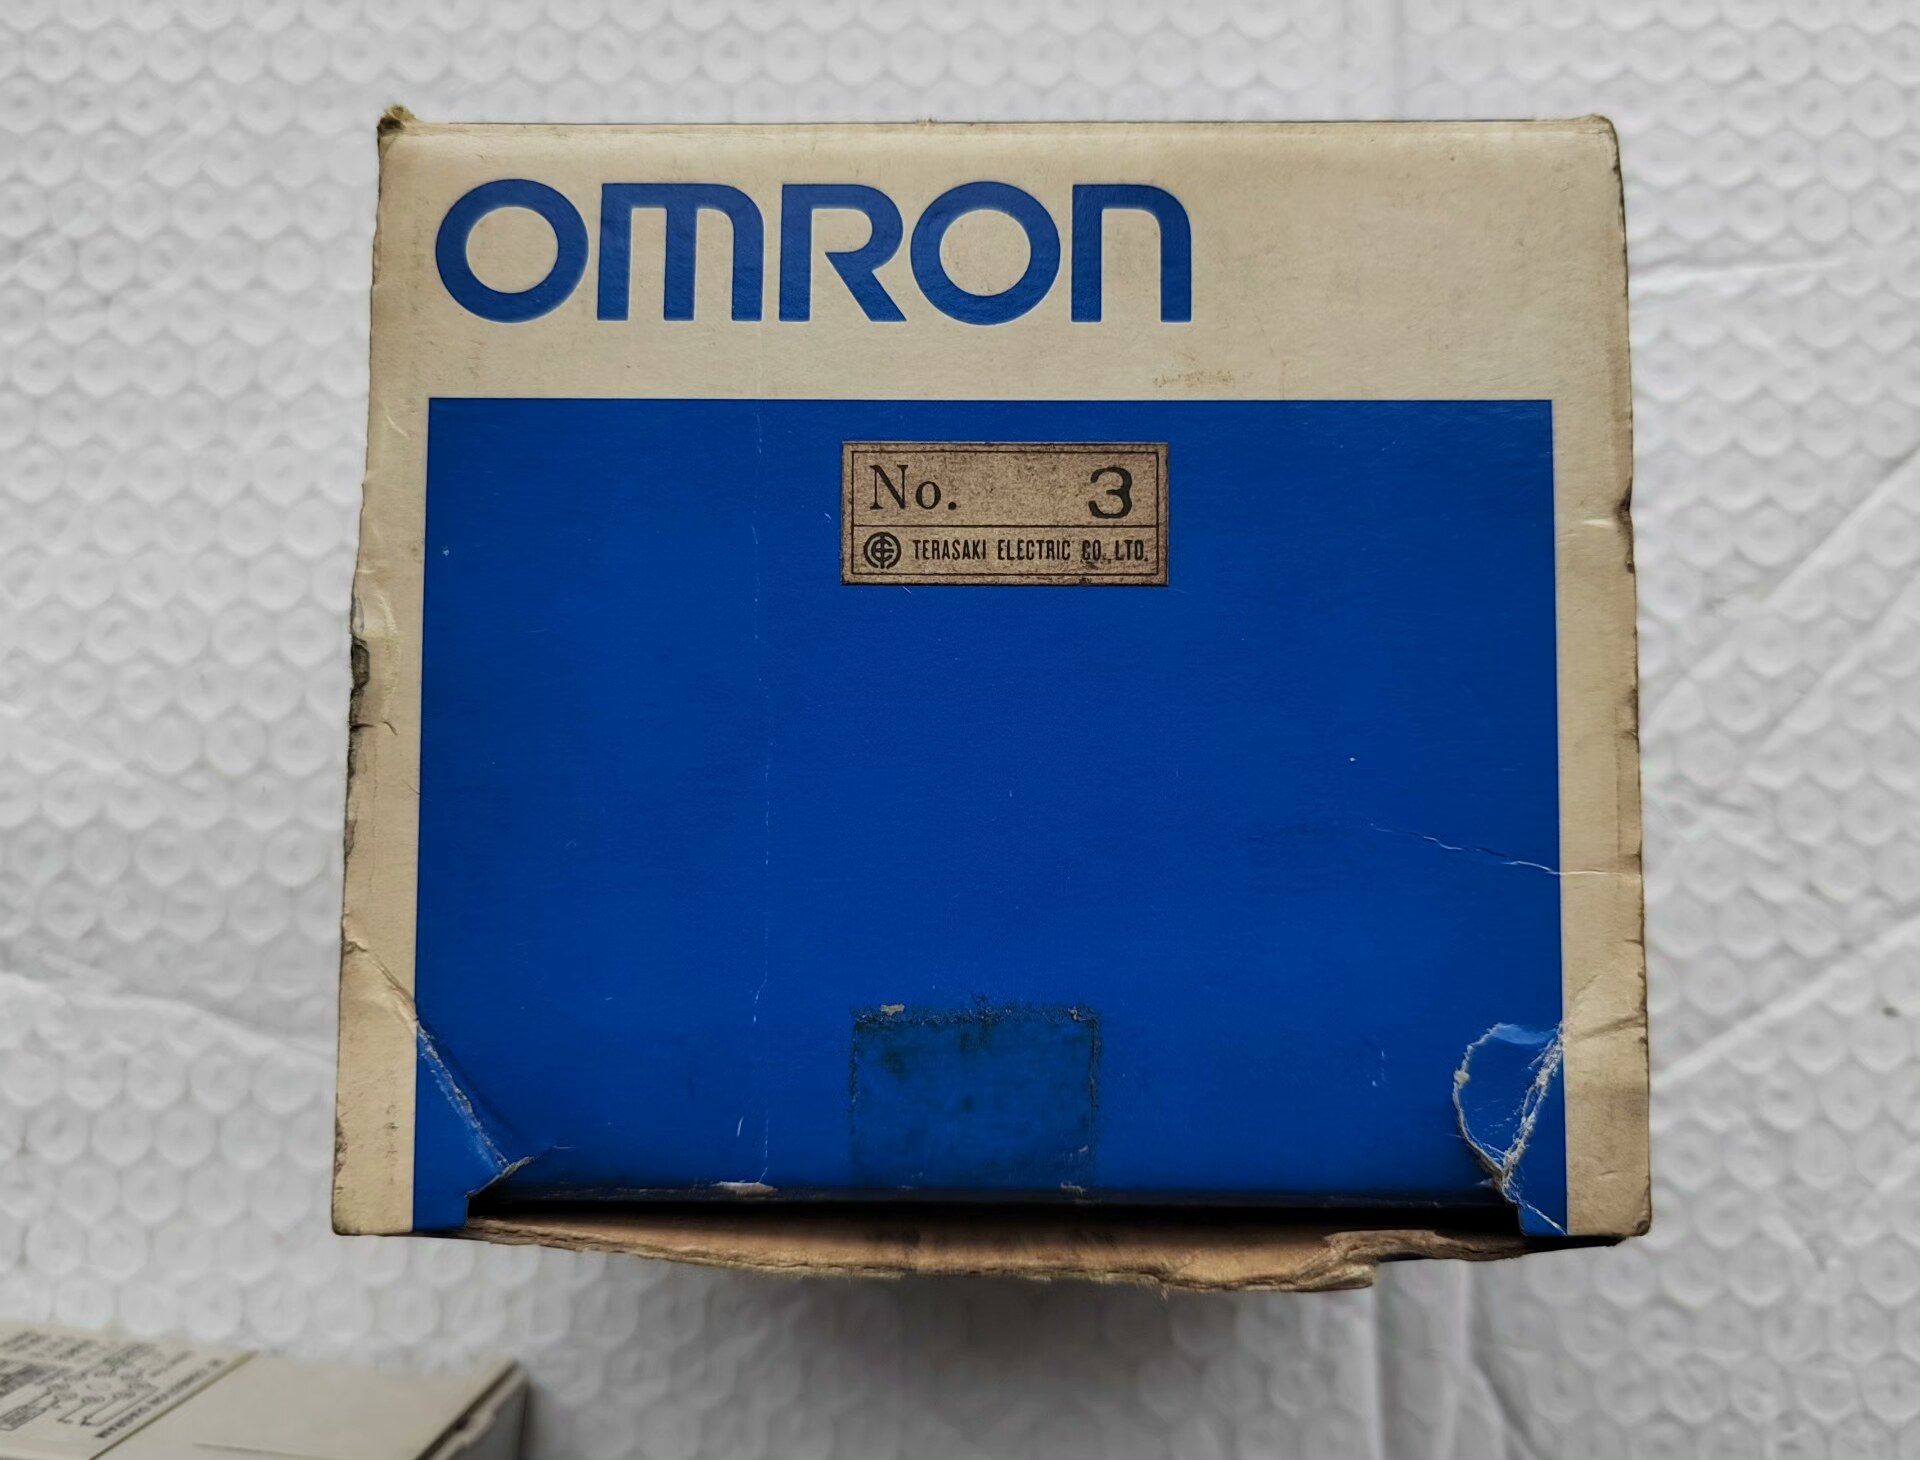 OMRON
No. 3
TERASAKI ELECTRIC CO., LTD.